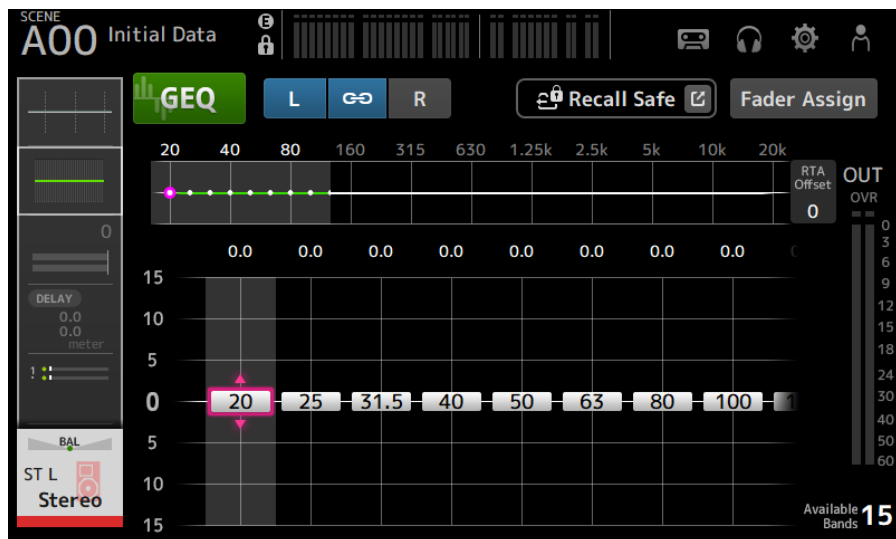 SCENE
A00 Initial Data
E
GEQ
L
R
Recall Safe
Fader Assign
20 40 80 160 315 630 1.25k 2.5k 5k 10k 20k
RTA
Offset
0
OUT
OVR
0
3
6
9
12
15
18
24
30
40
50
60
0
DELAY
0.0
0.0
meter
0.0 0.0 0.0 0.0 0.0 0.0 0.0 0.0
15
10
5
0 20 25 31.5 40 50 63 80 100
5
10
15
BAL
ST L
Stereo
Available
Bands 15